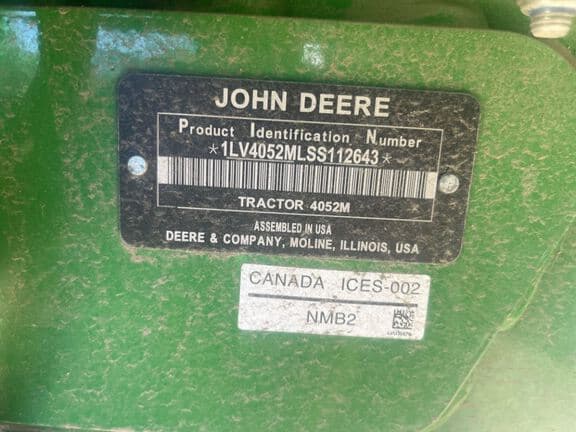 JOHN DEERE
Product Identification Number
*1LV4052MLSS112643*
TRACTOR 4052M
ASSEMBLED IN USA
DEERE & COMPANY, MOLINE, ILLINOIS, USA
CANADA ICES-002
NMB2